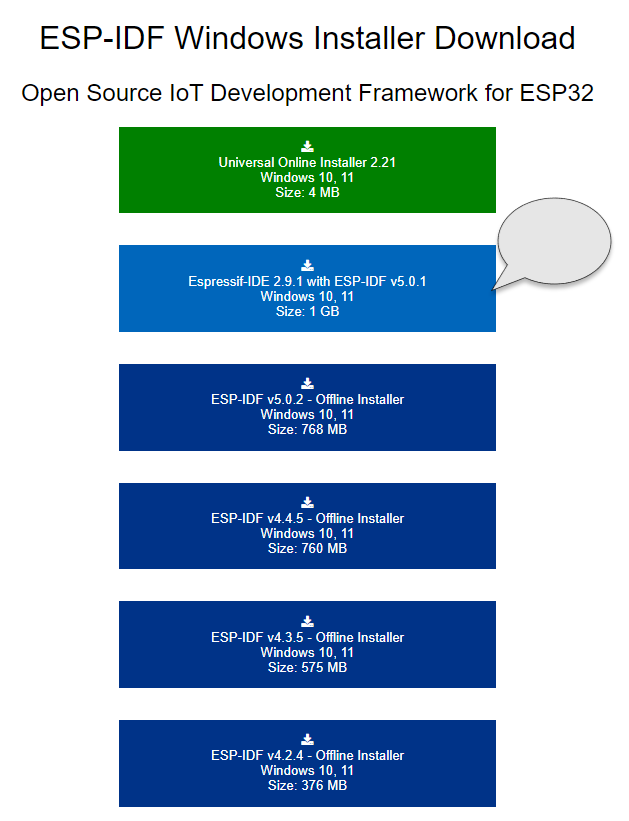 ESP-IDF Windows Installer Download
Open Source IoT Development Framework for ESP32
Universal Online Installer 2.21
Windows 10, 11
Size: 4 MB
Espressif-IDE 2.9.1 with ESP-IDF v5.0.1
Windows 10, 11
Size: 1 GB
ESP-IDF v5.0.2 - Offline Installer
Windows 10, 11
Size: 768 MB
ESP-IDF v4.4.5 - Offline Installer
Windows 10, 11
Size: 760 MB
ESP-IDF v4.3.5 - Offline Installer
Windows 10, 11
Size: 575 MB
ESP-IDF v4.2.4 - Offline Installer
Windows 10, 11
Size: 376 MB